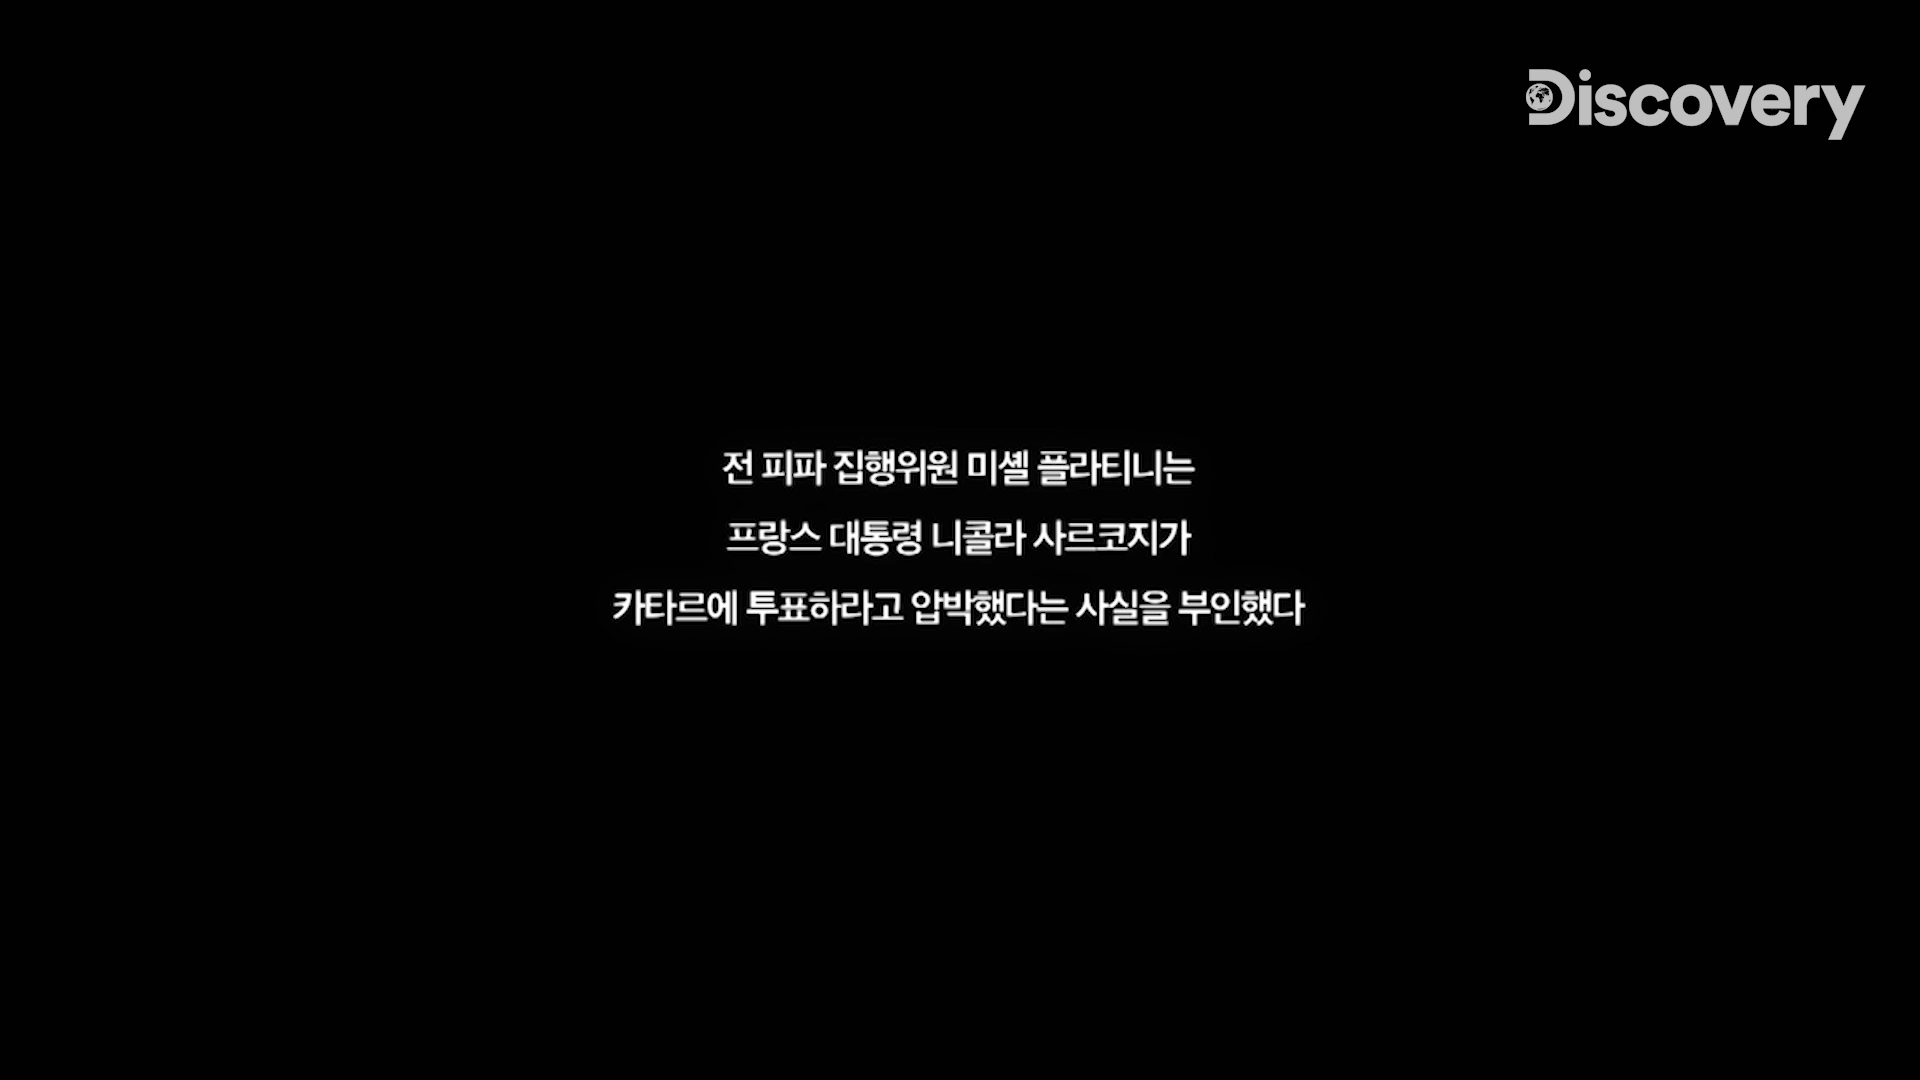 Discovery
전 피파 집행위원 미셸 플라티니는
프랑스 대통령 니콜라 사르코지가
카타르에 투표하라고 압박했다는 사실을 부인했다